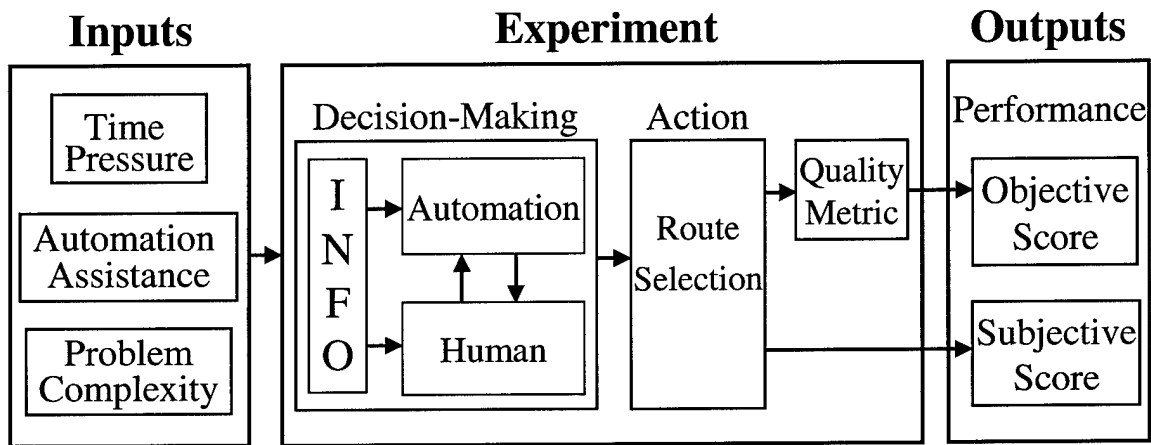 Inputs
Experiment
Outputs
Time
Pressure
Automation
Assistance
Problem
Complexity
Decision-Making
I
N
F
O
Automation
Human
Action
Route
Selection
Quality
Metric
Performance
Objective
Score
Subjective
Score